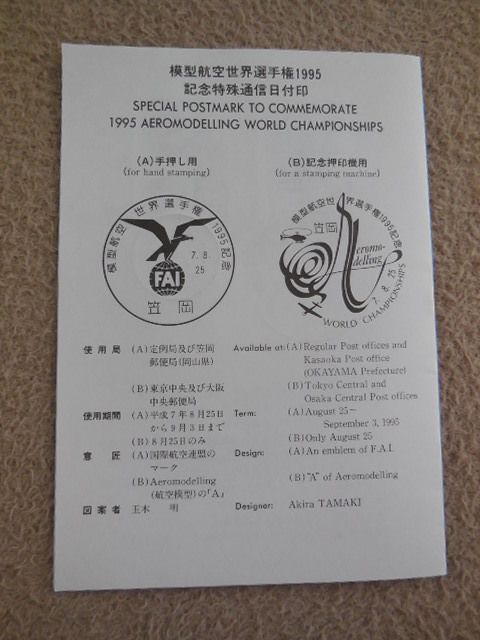 模型航空世界選手権1995
記念特殊通信日付印
SPECIAL POSTMARK TO COMMEMORATE
1995 AEROMODELLING WORLD CHAMPIONSHIPS
(A)手押し用
(for hand stamping)
(B)記念押印機用
(for a stamping machine)
模型航空世界選手権1995記念
7. 8.
25
FAI
笠岡
模型航空世界選手権1995記念
笠岡
Aeromo-
delling
7. 8. 25
WORLD CHAMPIONSHIPS
使用局 (A)定例局及び笠岡
郵便局(岡山県)
(B)東京中央及び大阪
中央郵便局
使用期間 (A)平成7年8月25日
から9月3日まで
(B)8月25日のみ
意匠 (A)国際航空連盟の
マーク
(B)Aeromodelling
(航空模型)の「A」
図案者 玉木 明
Available at: (A)Regular Post offices and
Kasaoka Post office
(OKAYAMA Prefecture)
(B)Tokyo Central and
Osaka Central Post offices
Term: (A)August 25~
September 3, 1995
(B)Only August 25
Design: (A)An emblem of F.A.I.
(B)"A" of Aeromodelling
Designer: Akira TAMAKI